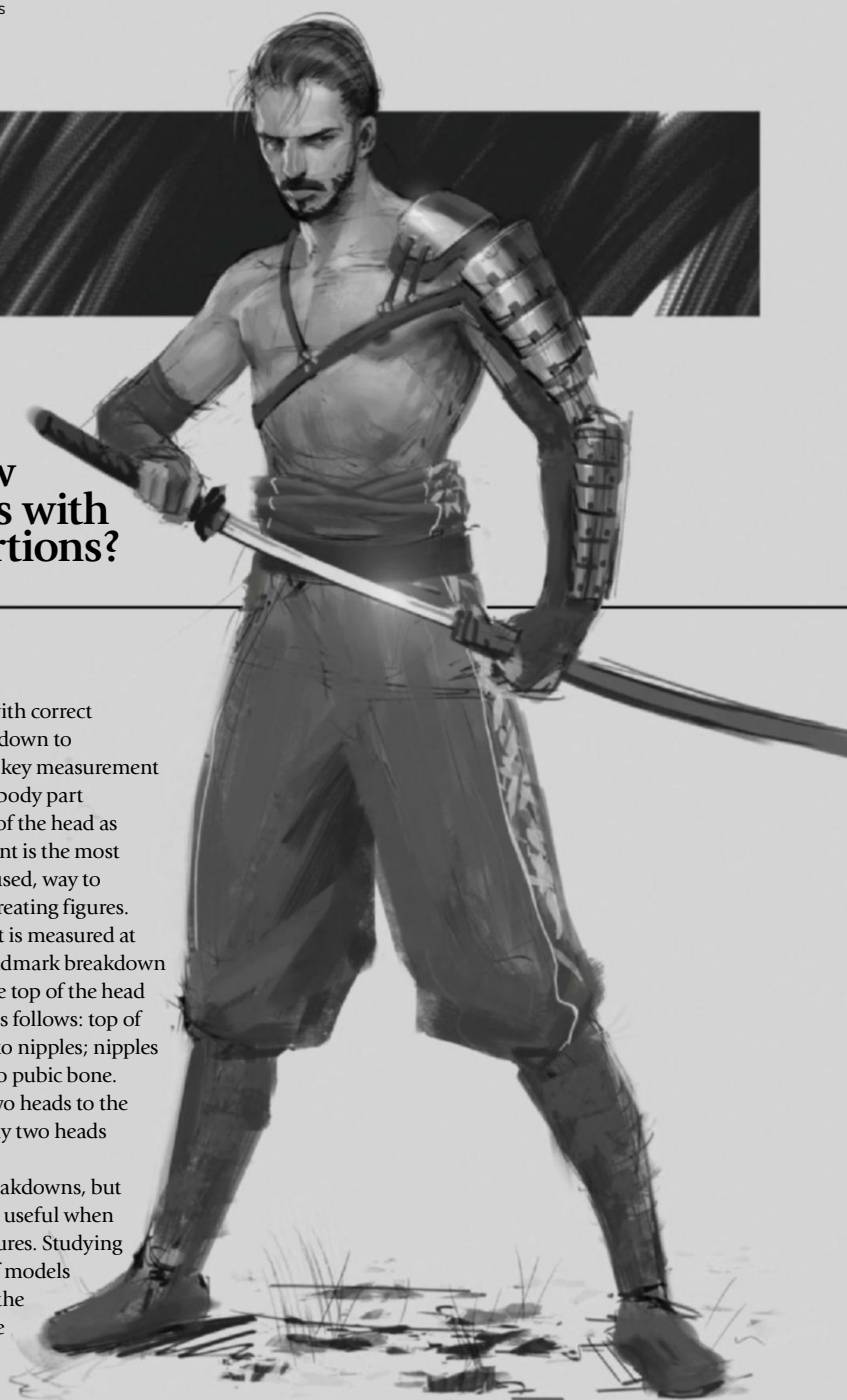 s
w
s with
rtions?
ith correct
down to
key measurement
body part
of the head as
nt is the most
used, way to
reating figures.
t is measured at
dmark breakdown
e top of the head
s follows: top of
to nipples; nipples
o pubic bone.
wo heads to the
y two heads
akdowns, but
useful when
ures. Studying
models
the
e